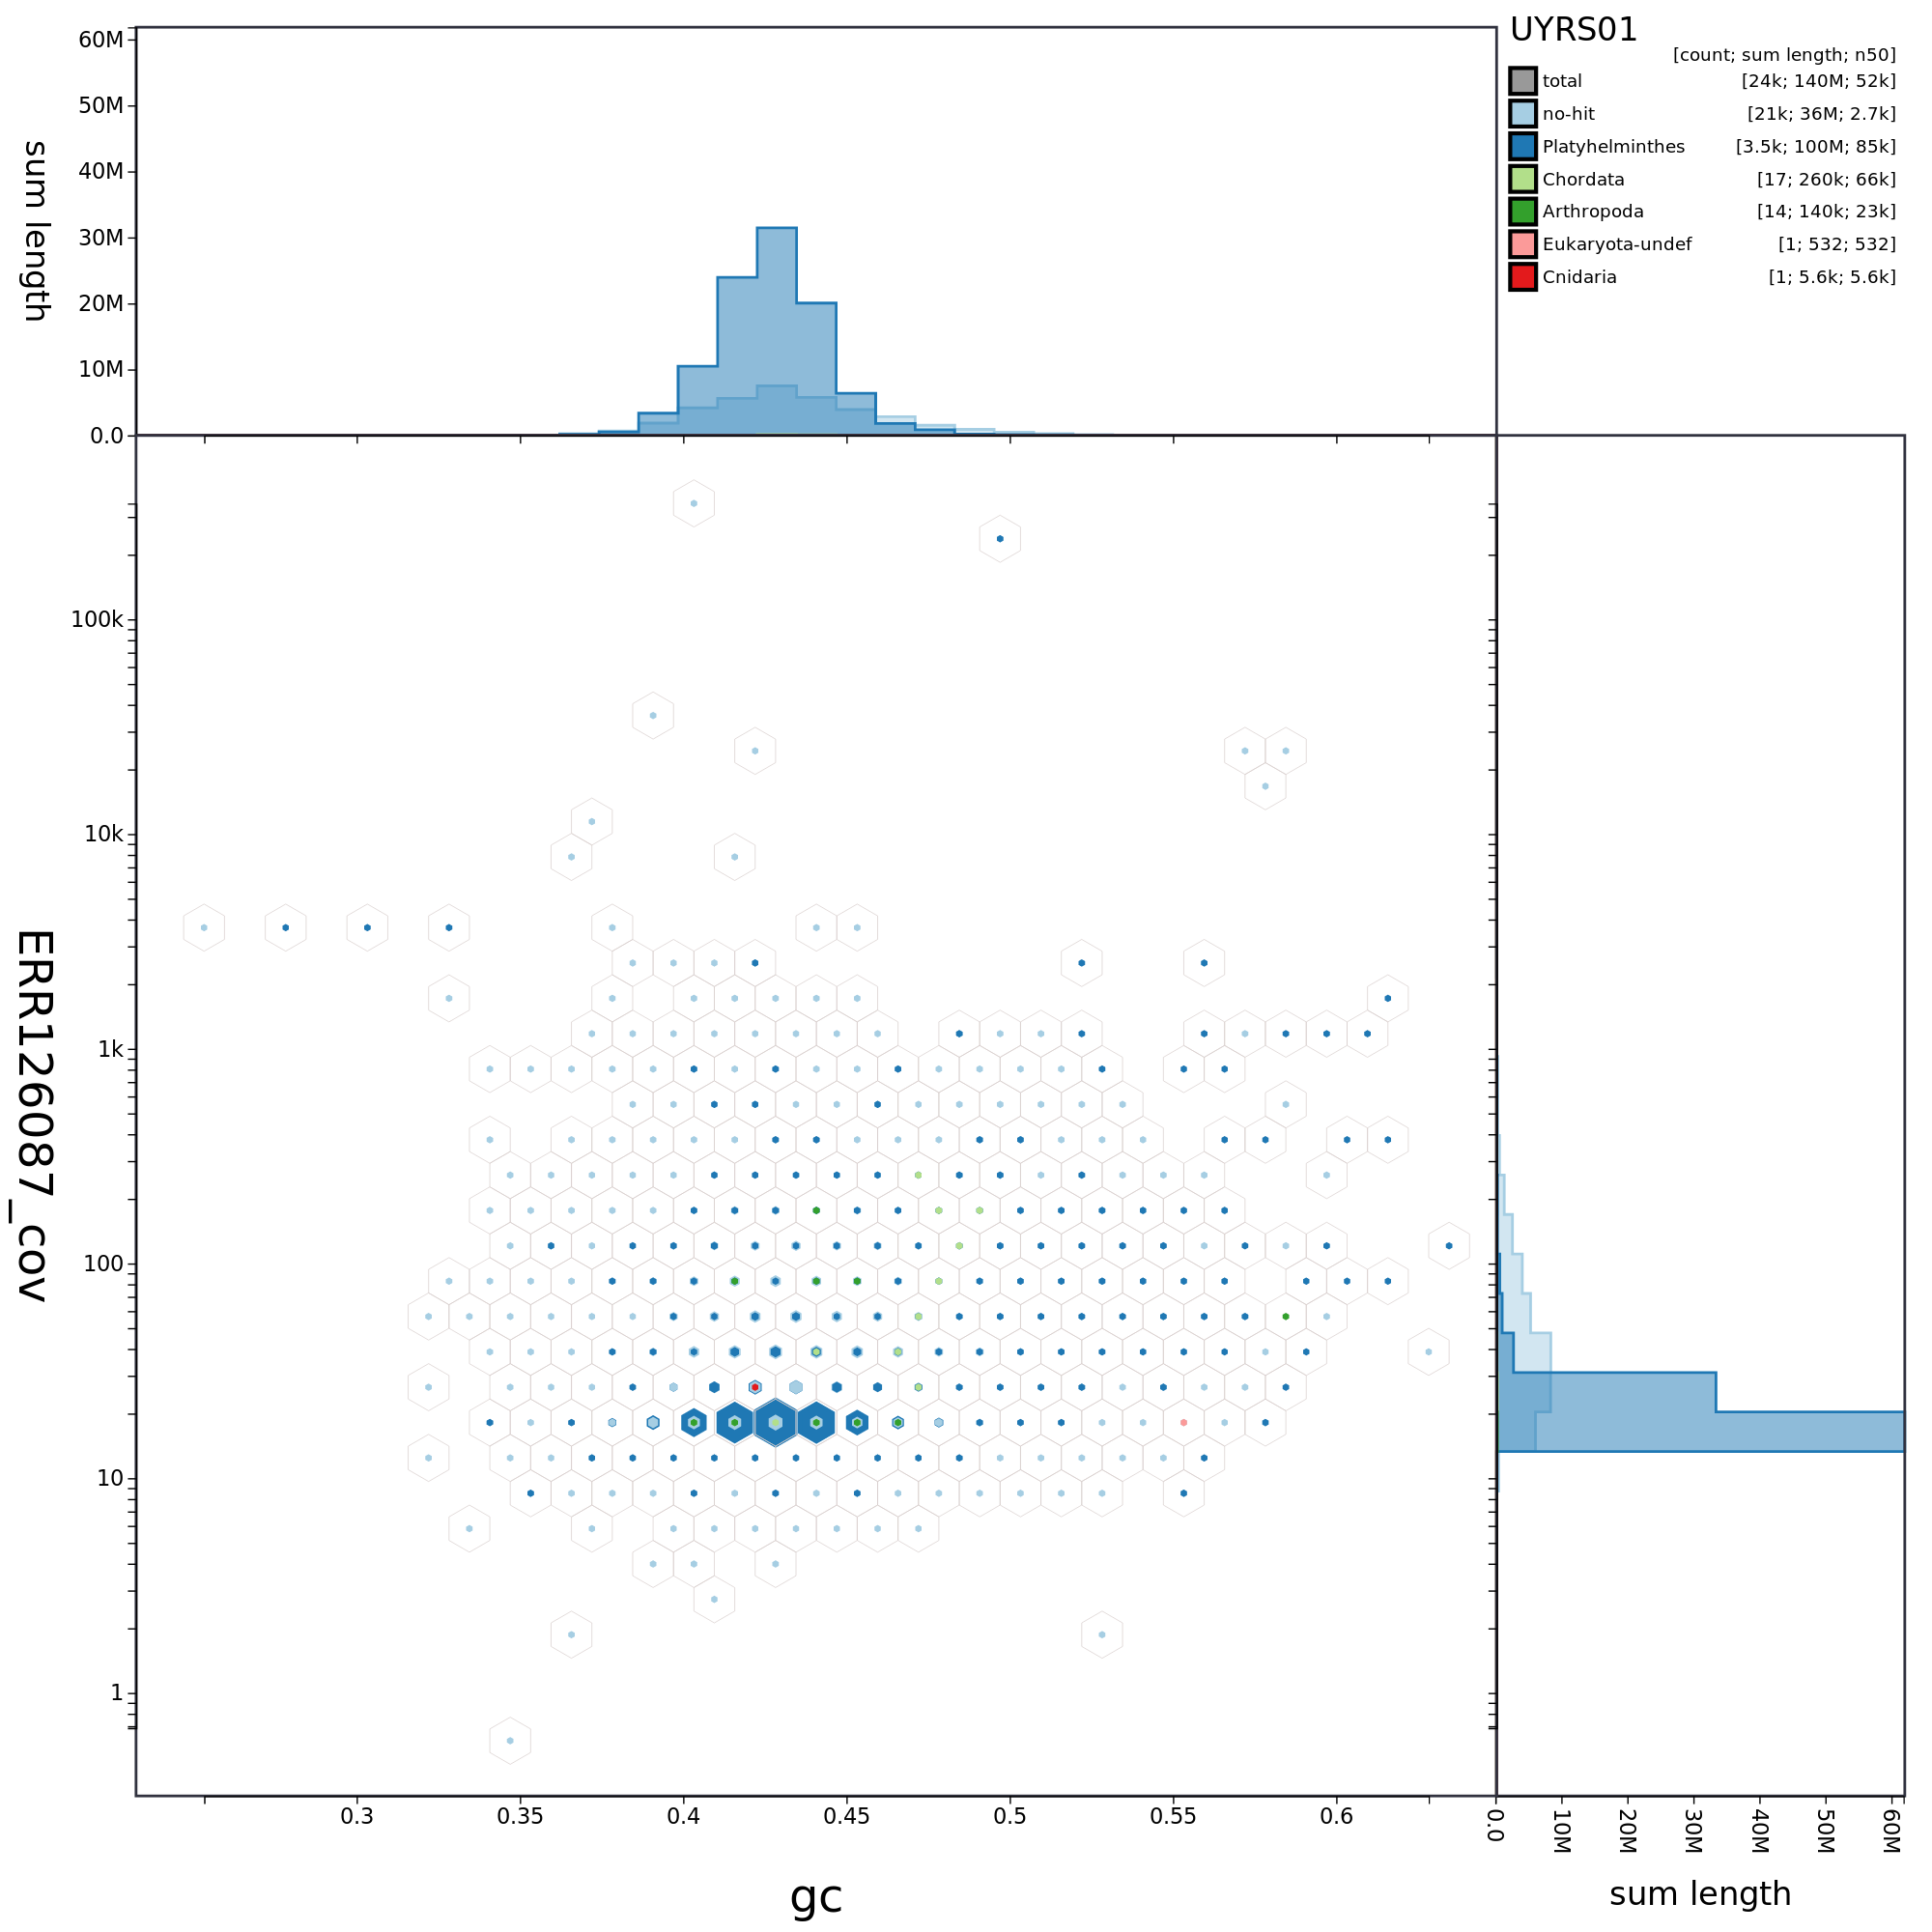 UYRS01
[count; sum length; n50]
total [24k; 140M; 52k]
no-hit [21k; 36M; 2.7k]
Platyhelminthes [3.5k; 100M; 85k]
Chordata [17; 260k; 66k]
Arthropoda [14; 140k; 23k]
Eukaryota-undef [1; 532; 532]
Cnidaria [1; 5.6k; 5.6k]
sum length
60M
50M
40M
30M
20M
10M
0.0
ERR126087_cov
100k
10k
1k
100
10
1
0.3 0.35 0.4 0.45 0.5 0.55 0.6
gc
0.0 10M 20M 30M 40M 50M 60M
sum length